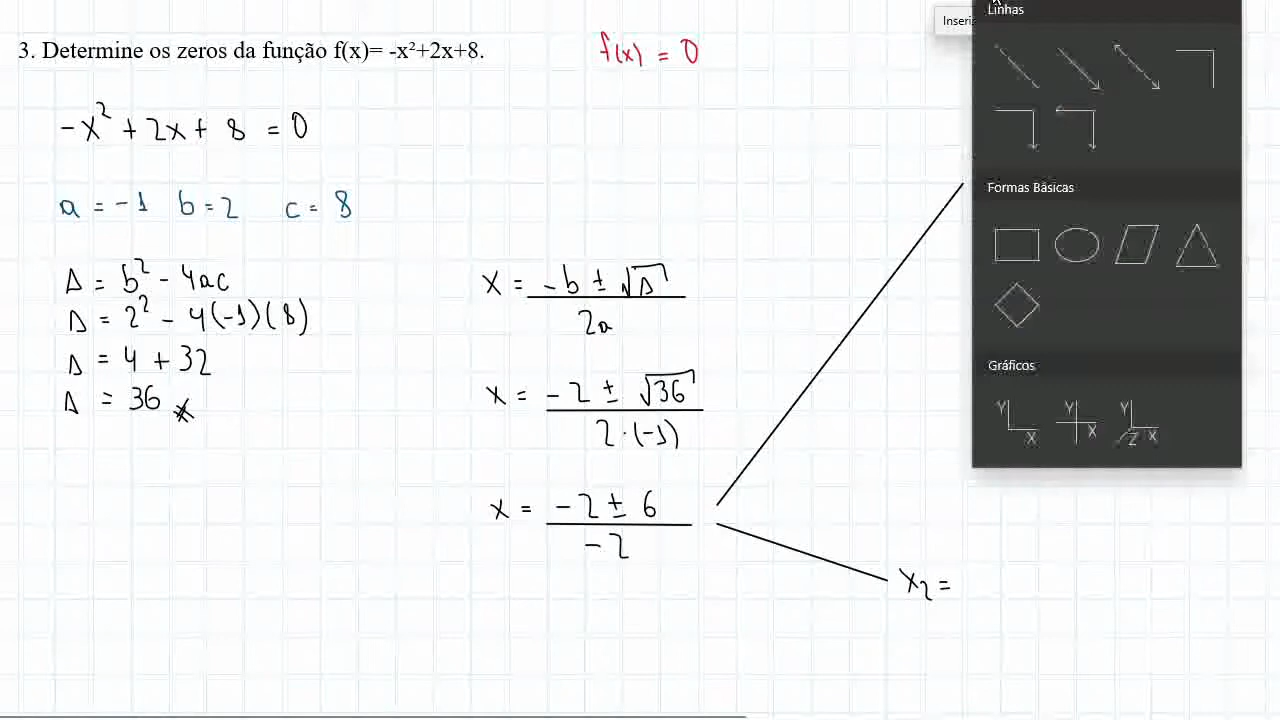 Linhas
Inseri
3. Determine os zeros da função f(x)= -x²+2x+8.
f(x) = 0
-x² + 2x + 8 = 0
a = -1 b = 2 c = 8
Δ = b² - 4ac
Δ = 2² - 4(-1)(8)
Δ = 4 + 32
Δ = 36
x = -b ± √Δ / 2a
x = -2 ± √36 / 2·(-1)
x = -2 ± 6 / -2
x₂ =
Formas Básicas
Gráficos
Y X
Y X
Y Z X